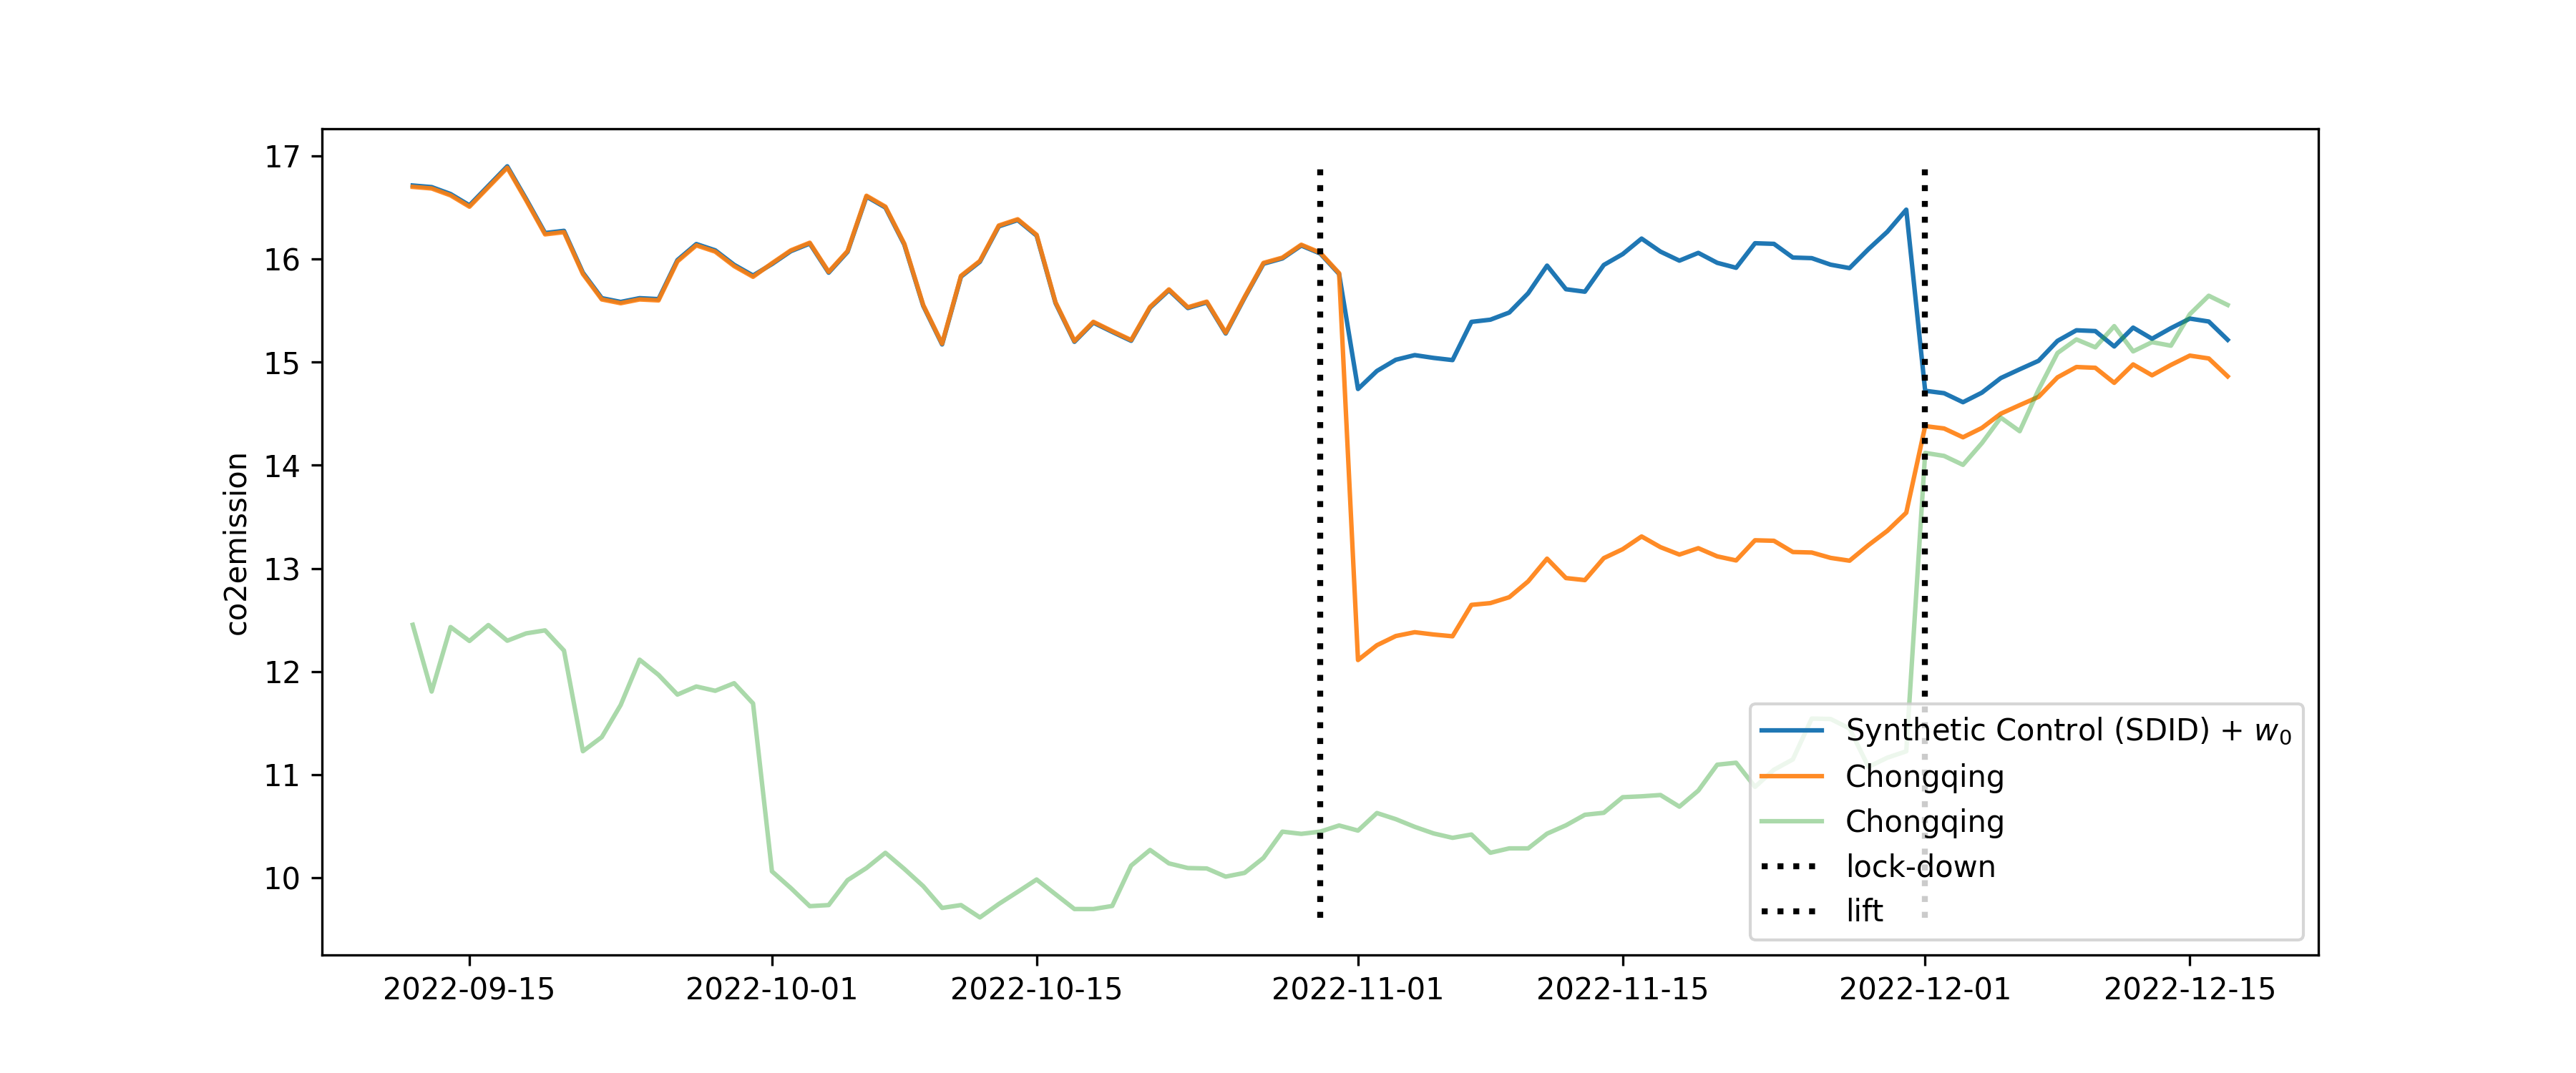 17
16
15
14
13
12
11
10
co2emission
2022-09-15 2022-10-01 2022-10-15 2022-11-01 2022-11-15 2022-12-01 2022-12-15
Synthetic Control (SDID) + w₀
Chongqing
Chongqing
lock-down
lift